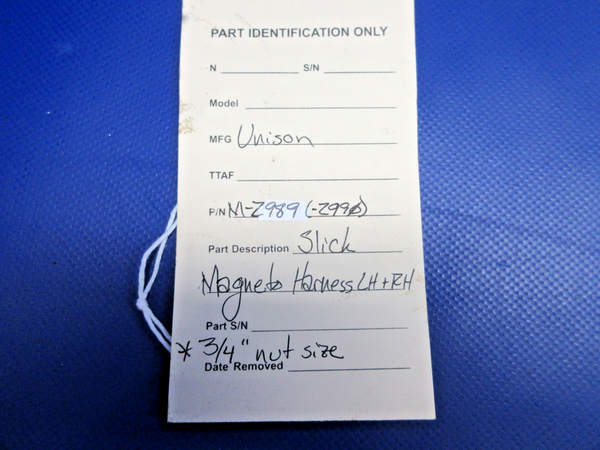 PART IDENTIFICATION ONLY
N S/N
Model
MFG Unison
TTAF
P/N M-2989 (-2990)
Part Description Slick
Magneto Harness LH+RH
Part S/N
* 3/4" nut size
Date Removed